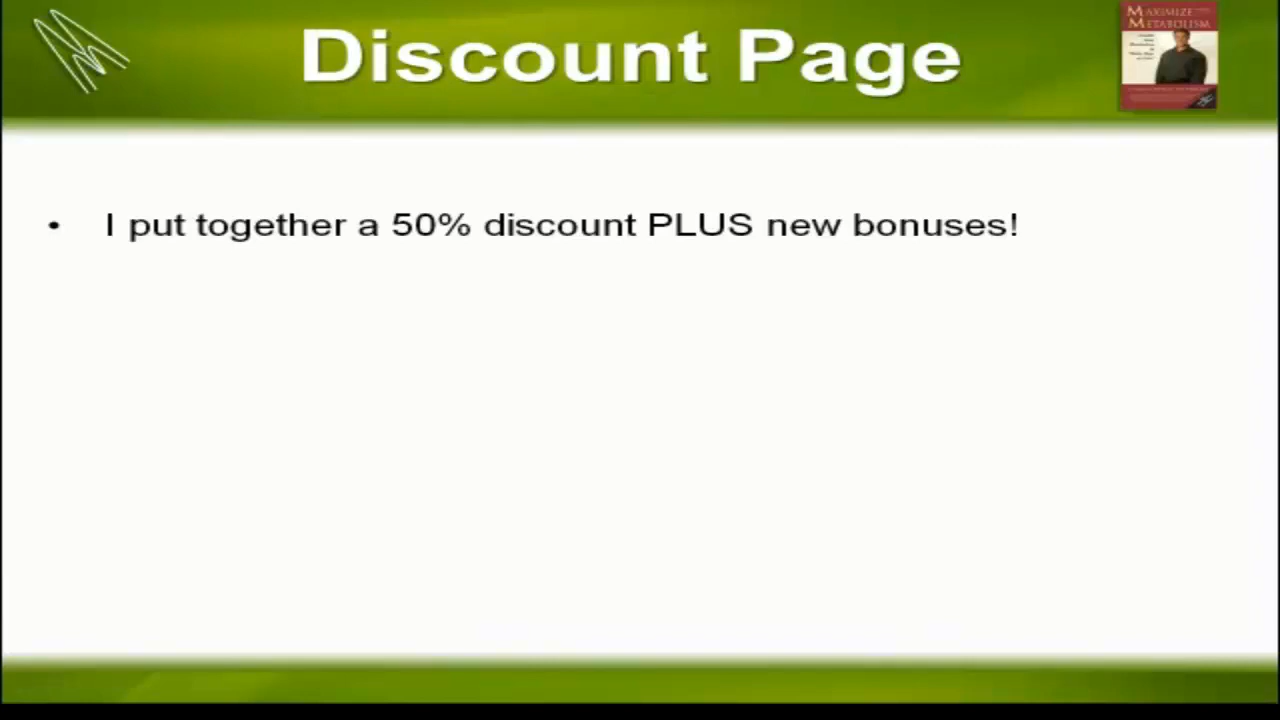 Discount Page
MAXIMIZE
METABOLISM
• I put together a 50% discount PLUS new bonuses!